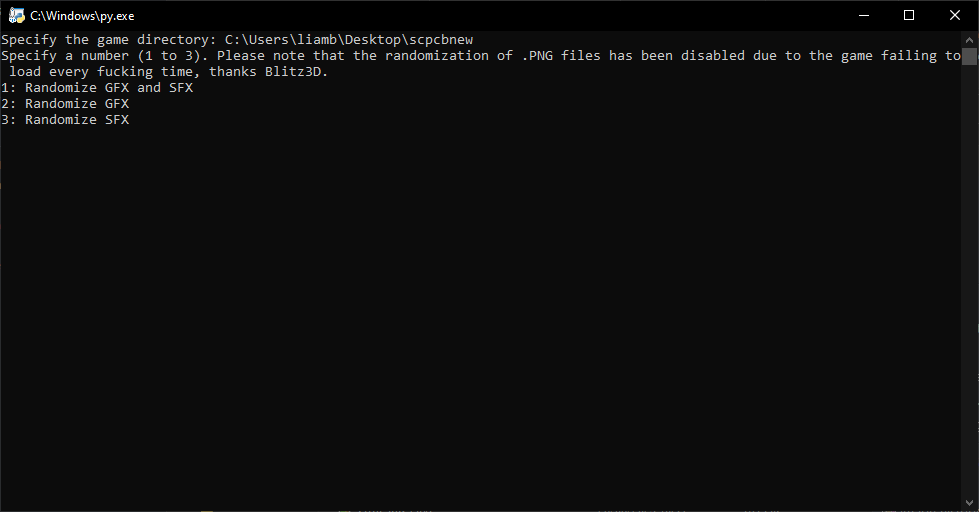 C:\Windows\py.exe
Specify the game directory: C:\Users\liamb\Desktop\scpcbnew
Specify a number (1 to 3). Please note that the randomization of .PNG files has been disabled due to the game failing to
load every fucking time, thanks Blitz3D.
1: Randomize GFX and SFX
2: Randomize GFX
3: Randomize SFX